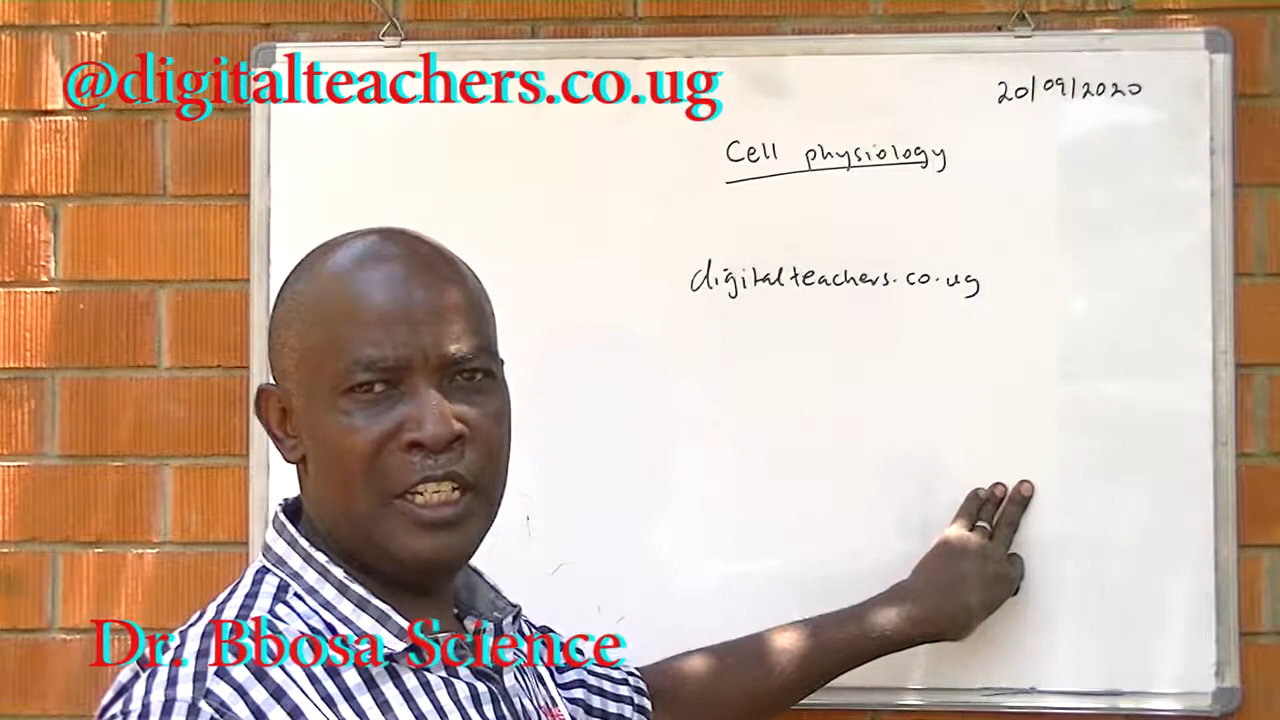 @digitalteachers.co.ug
20/09/2020
Cell physiology
digitalteachers.co.ug
Dr. Bbosa Science